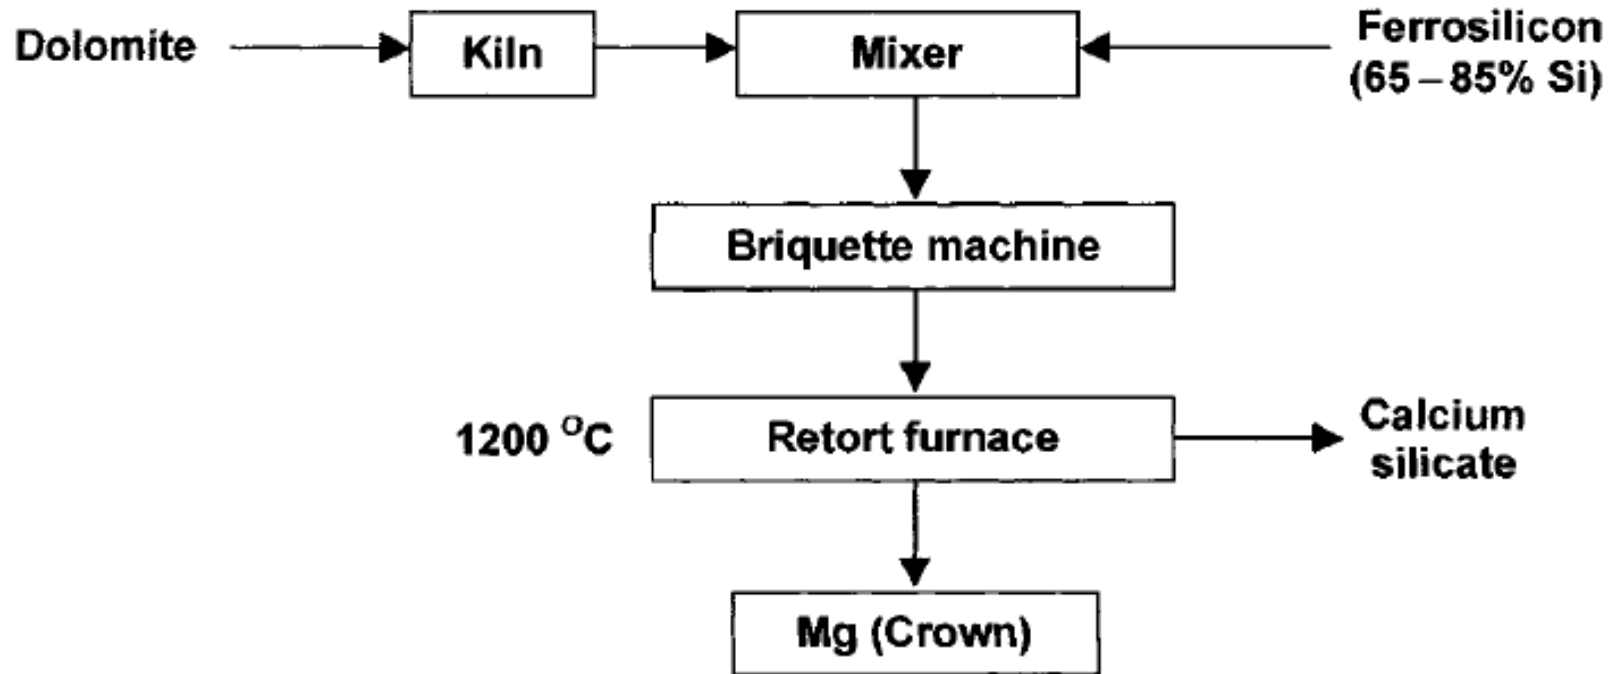 Dolomite
Kiln
Mixer
Ferrosilicon
(65–85% Si)
Briquette machine
1200 °C
Retort furnace
Calcium
silicate
Mg (Crown)